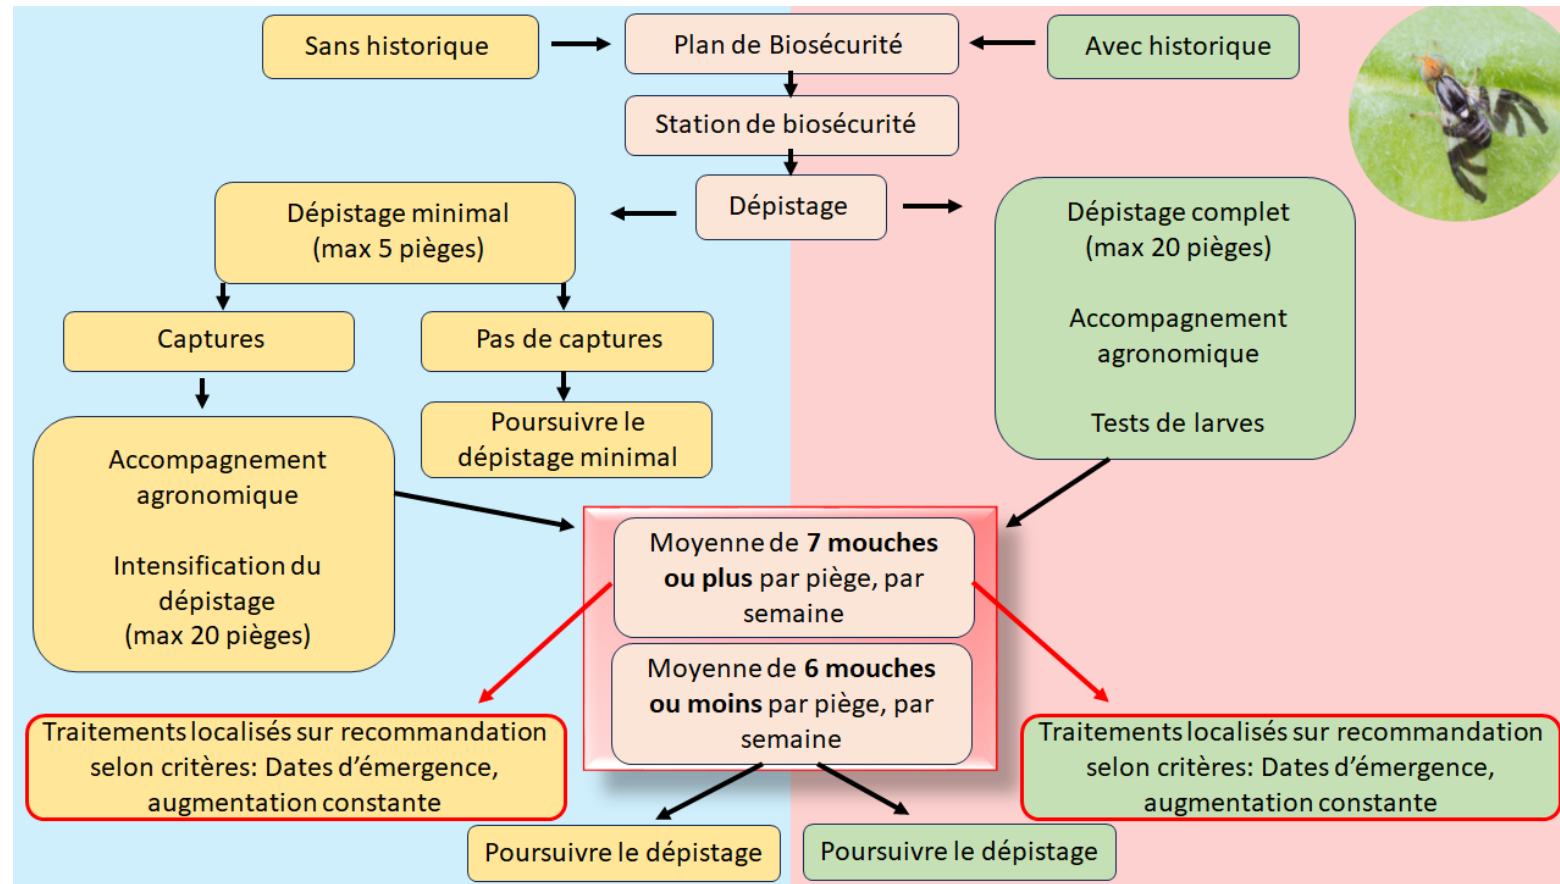 Sans historique
Plan de Biosécurité
Avec historique
Station de biosécurité
Dépistage
Dépistage minimal
(max 5 pièges)
Dépistage complet
(max 20 pièges)
Accompagnement
agronomique
Tests de larves
Captures
Pas de captures
Poursuivre le
dépistage minimal
Accompagnement
agronomique
Intensification du
dépistage
(max 20 pièges)
Moyenne de 7 mouches
ou plus par piège, par
semaine
Moyenne de 6 mouches
ou moins par piège, par
semaine
Traitements localisés sur recommandation
selon critères: Dates d’émergence,
augmentation constante
Traitements localisés sur recommandation
selon critères: Dates d’émergence,
augmentation constante
Poursuivre le dépistage
Poursuivre le dépistage